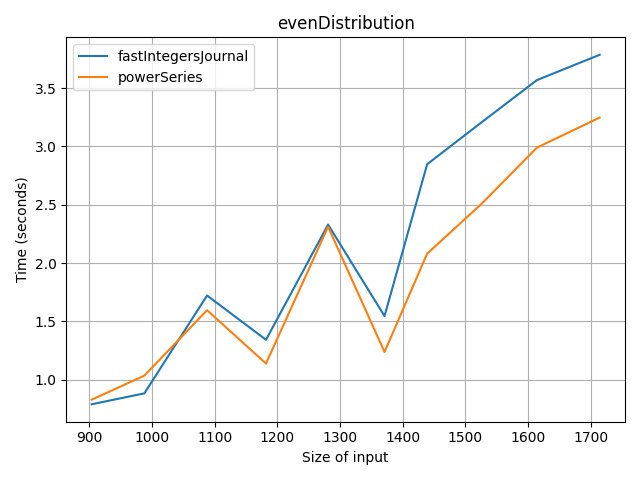 evenDistribution
fastIntegersJournal
powerSeries
Time (seconds)
3.5
3.0
2.5
2.0
1.5
1.0
900 1000 1100 1200 1300 1400 1500 1600 1700
Size of input